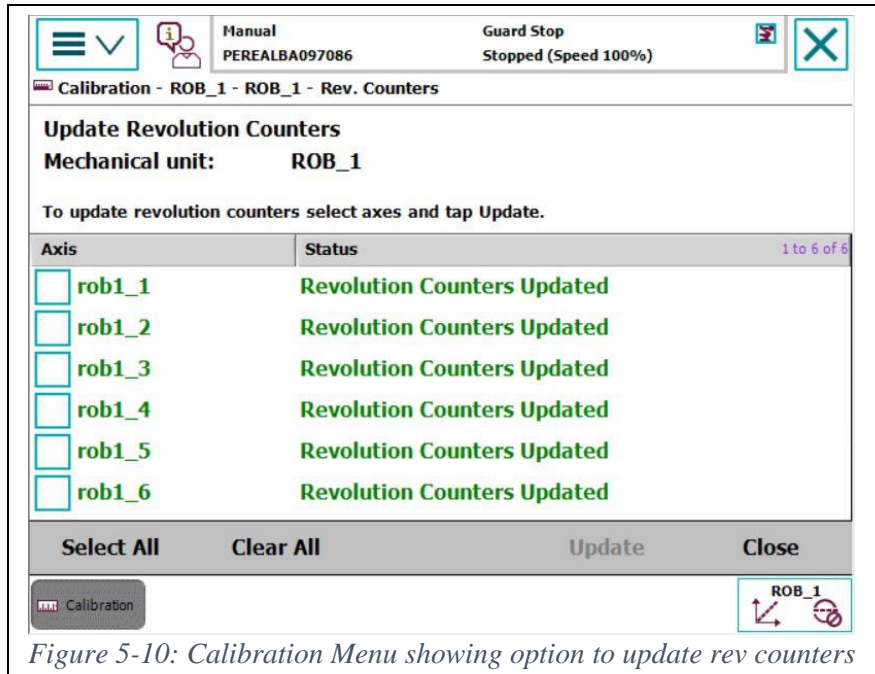 Manual
Guard Stop
PEREALBA097086
Stopped (Speed 100%)
Calibration - ROB_1 - ROB_1 - Rev. Counters
Update Revolution Counters
Mechanical unit: ROB_1
To update revolution counters select axes and tap Update.
Axis Status 1 to 6 of 6
rob1_1 Revolution Counters Updated
rob1_2 Revolution Counters Updated
rob1_3 Revolution Counters Updated
rob1_4 Revolution Counters Updated
rob1_5 Revolution Counters Updated
rob1_6 Revolution Counters Updated
Select All Clear All Update Close
Calibration
ROB_1
Figure 5-10: Calibration Menu showing option to update rev counters